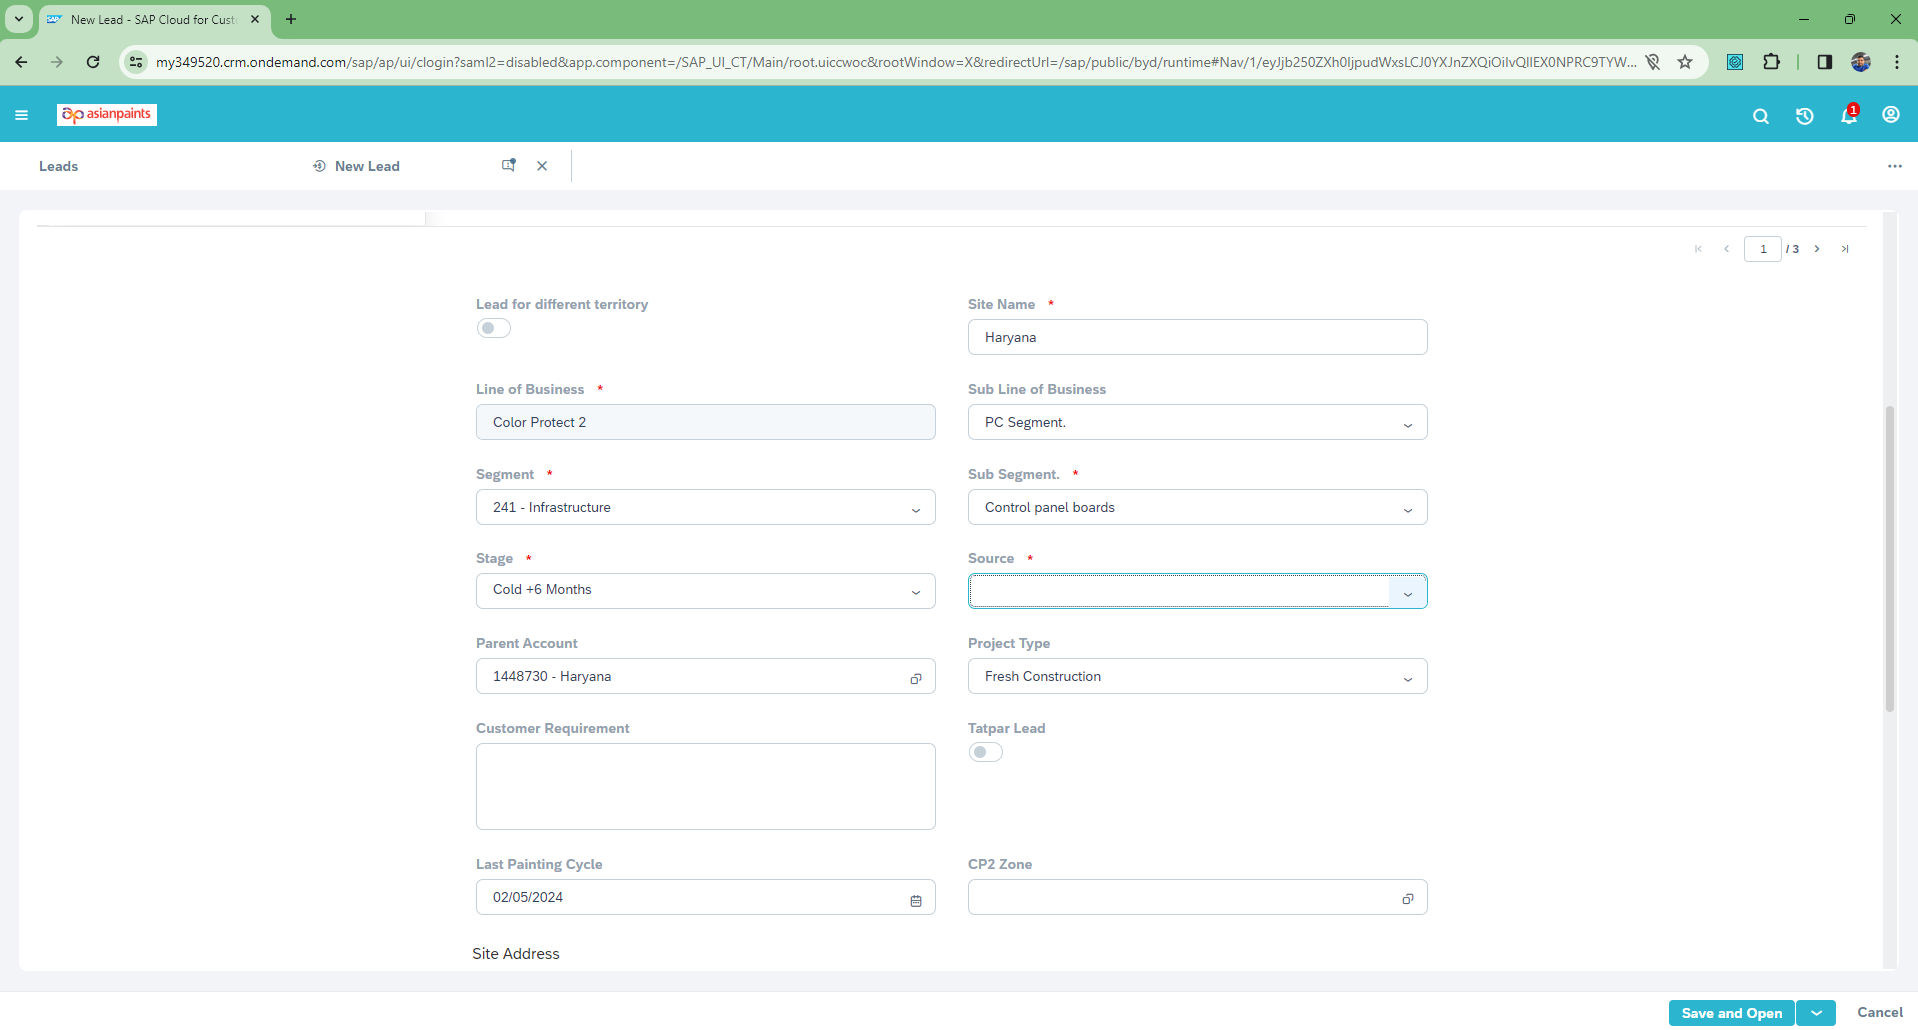 New Lead - SAP Cloud for Cust
my349520.crm.ondemand.com/sap/ap/ui/clogin?saml2=disabled&app.component=/SAP_UI_CT/Main/root.uiccwoc&rootWindow=X&redirectUrl=/sap/public/byd/runtime#Nav/1/eyJjb250ZXh0IjpudWxsLCJ0YXJnZXQiOiIvQllEX0NPRC9TYW...
asianpaints
1
Leads
New Lead
1 / 3
Lead for different territory
Site Name *
Haryana
Line of Business *
Sub Line of Business
Color Protect 2
PC Segment.
Segment *
Sub Segment. *
241 - Infrastructure
Control panel boards
Stage *
Source *
Cold +6 Months
Parent Account
Project Type
1448730 - Haryana
Fresh Construction
Customer Requirement
Tatpar Lead
Last Painting Cycle
CP2 Zone
02/05/2024
Site Address
Save and Open
Cancel